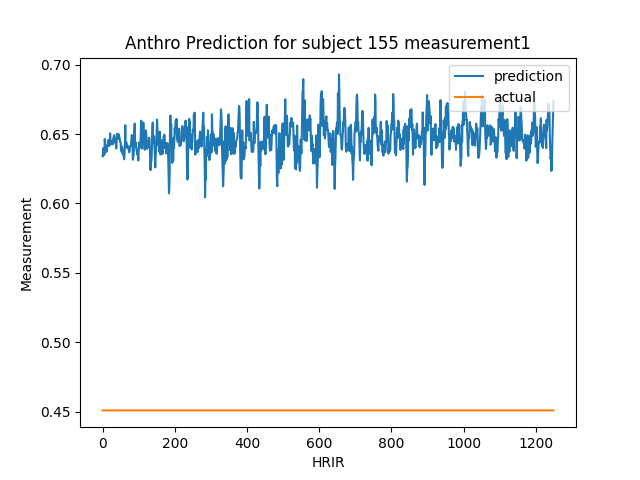 Anthro Prediction for subject 155 measurement1
prediction
actual
0.70
0.65
0.60
0.55
0.50
0.45
Measurement
0 200 400 600 800 1000 1200
HRIR